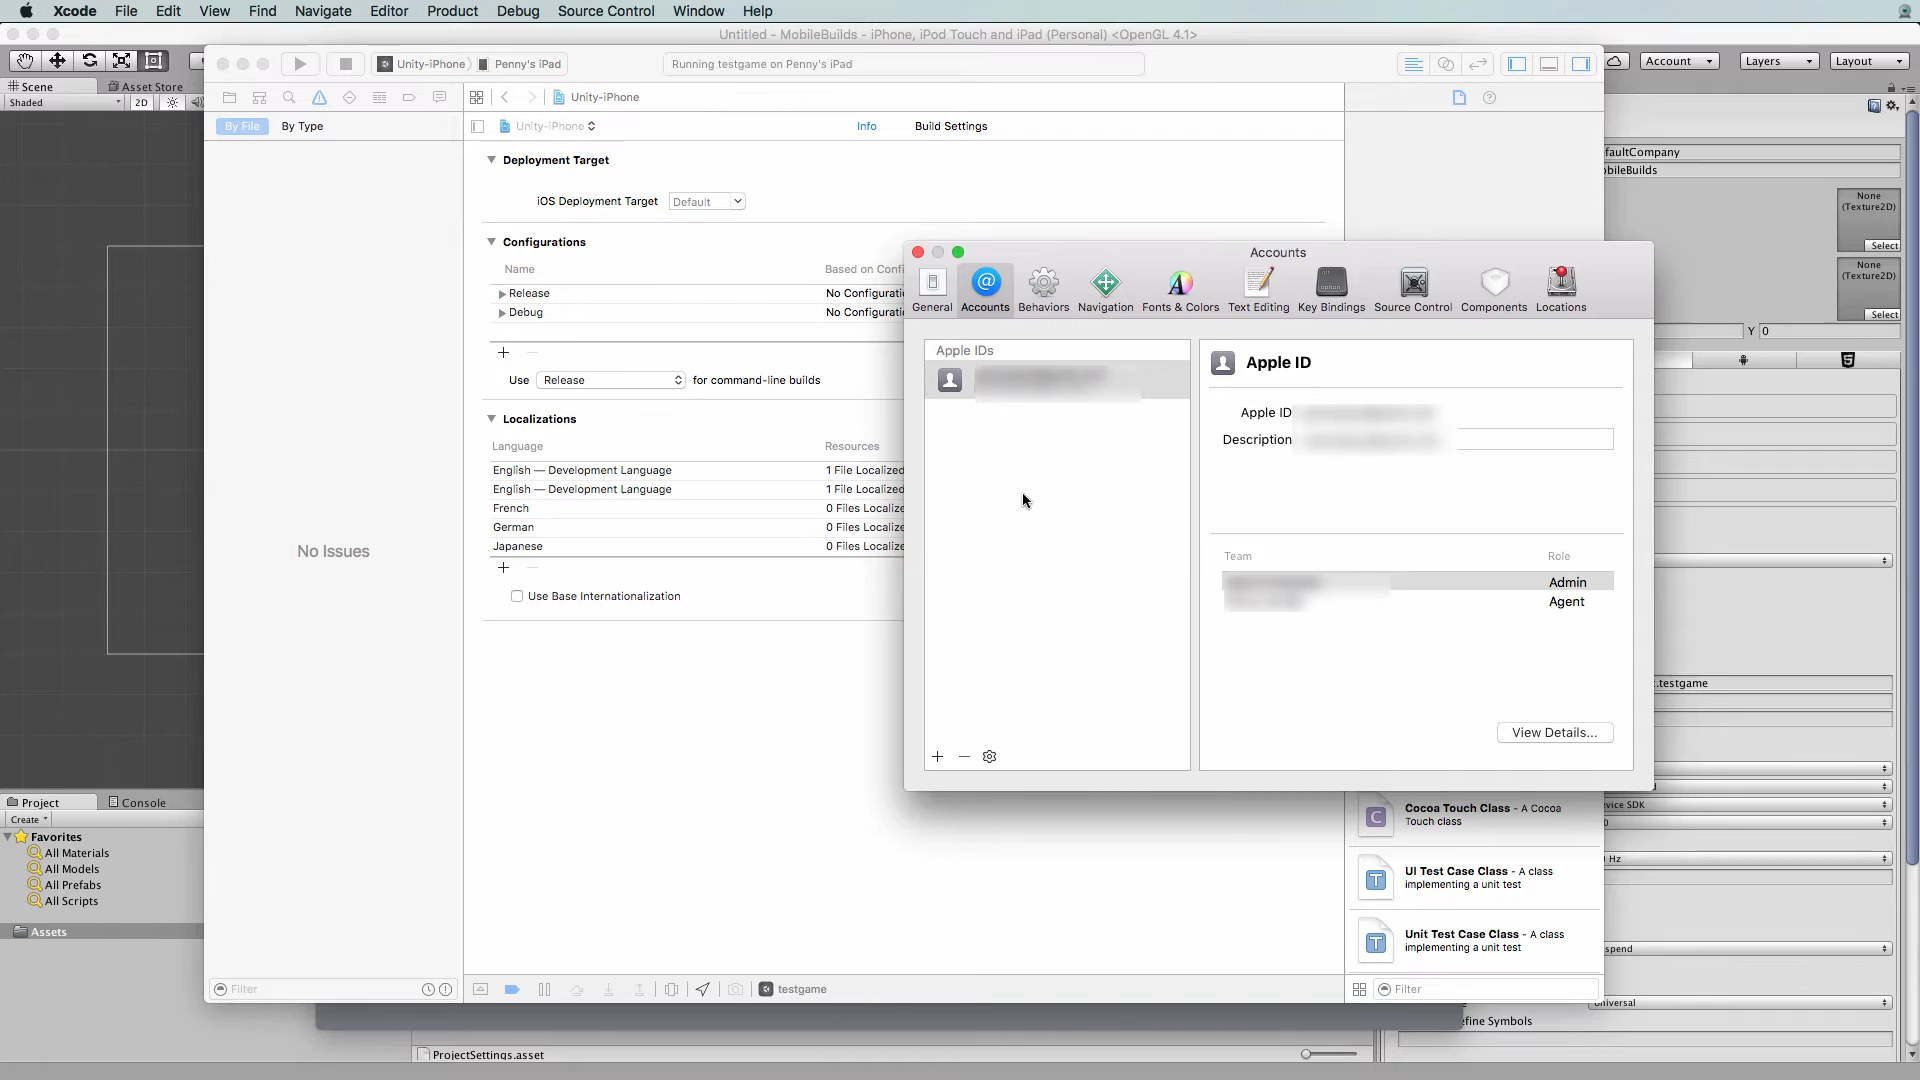 Xcode File Edit View Find Navigate Editor Product Debug Source Control Window Help
Untitled - MobileBuilds - iPhone, iPod Touch and iPad (Personal) <OpenGL 4.1>
Unity-iPhone Penny's iPad
Running testgame on Penny's iPad
Account Layers Layout
Scene Asset Store
Shaded 2D
Unity-iPhone
By File By Type
Unity-iPhone
Info Build Settings
Deployment Target
iOS Deployment Target Default
Configurations
Name Based on Confi
Release No Configuratio
Debug No Configuratio
Use Release for command-line builds
Localizations
Language Resources
English — Development Language 1 File Localized
English — Development Language 1 File Localized
French 0 Files Localize
German 0 Files Localize
Japanese 0 Files Localize
Use Base Internationalization
No Issues
Accounts
General Accounts Behaviors Navigation Fonts & Colors Text Editing Key Bindings Source Control Components Locations
Apple IDs
Apple ID
Apple ID
Description
Team Role
Admin
Agent
View Details...
faultCompany
obileBuilds
None
(Texture2D)
Select
None
(Texture2D)
Select
Y 0
.testgame
evice SDK
0
Hz
spend
Universal
efine Symbols
Cocoa Touch Class - A Cocoa
Touch class
UI Test Case Class - A class
implementing a unit test
Unit Test Case Class - A class
implementing a unit test
Filter
Project Console
Create
Favorites
All Materials
All Models
All Prefabs
All Scripts
Assets
Filter
testgame
ProjectSettings.asset